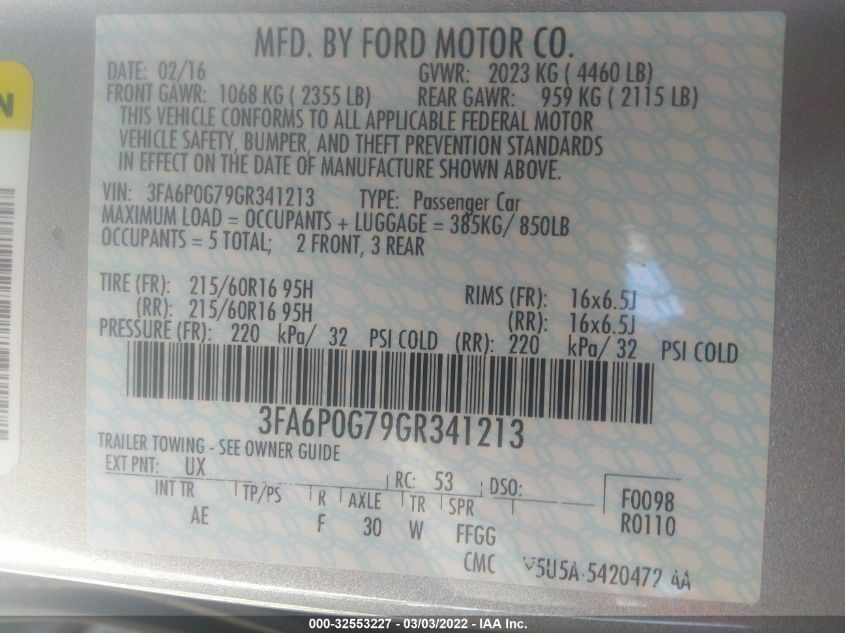 N
MFD. BY FORD MOTOR CO.
DATE: 02/16 GVWR: 2023 KG ( 4460 LB)
FRONT GAWR: 1068 KG ( 2355 LB) REAR GAWR: 959 KG ( 2115 LB)
THIS VEHICLE CONFORMS TO ALL APPLICABLE FEDERAL MOTOR
VEHICLE SAFETY, BUMPER, AND THEFT PREVENTION STANDARDS
IN EFFECT ON THE DATE OF MANUFACTURE SHOWN ABOVE.
VIN: 3FA6P0G79GR341213 TYPE: Passenger Car
MAXIMUM LOAD = OCCUPANTS + LUGGAGE = 385KG/ 850LB
OCCUPANTS = 5 TOTAL; 2 FRONT, 3 REAR
TIRE (FR): 215/60R16 95H RIMS (FR): 16x6.5J
(RR): 215/60R16 95H (RR): 16x6.5J
PRESSURE (FR): 220 kPa/ 32 PSI COLD (RR): 220 kPa/ 32 PSI COLD
3FA6P0G79GR341213
TRAILER TOWING - SEE OWNER GUIDE
EXT PNT: UX RC: 53 DSO: F0098
INT TR TP/PS R AXLE TR SPR R0110
AE F 30 W FFGG
CMC V5U5A-5420472 AA
000-32553227 - 03/03/2022 - IAA Inc.